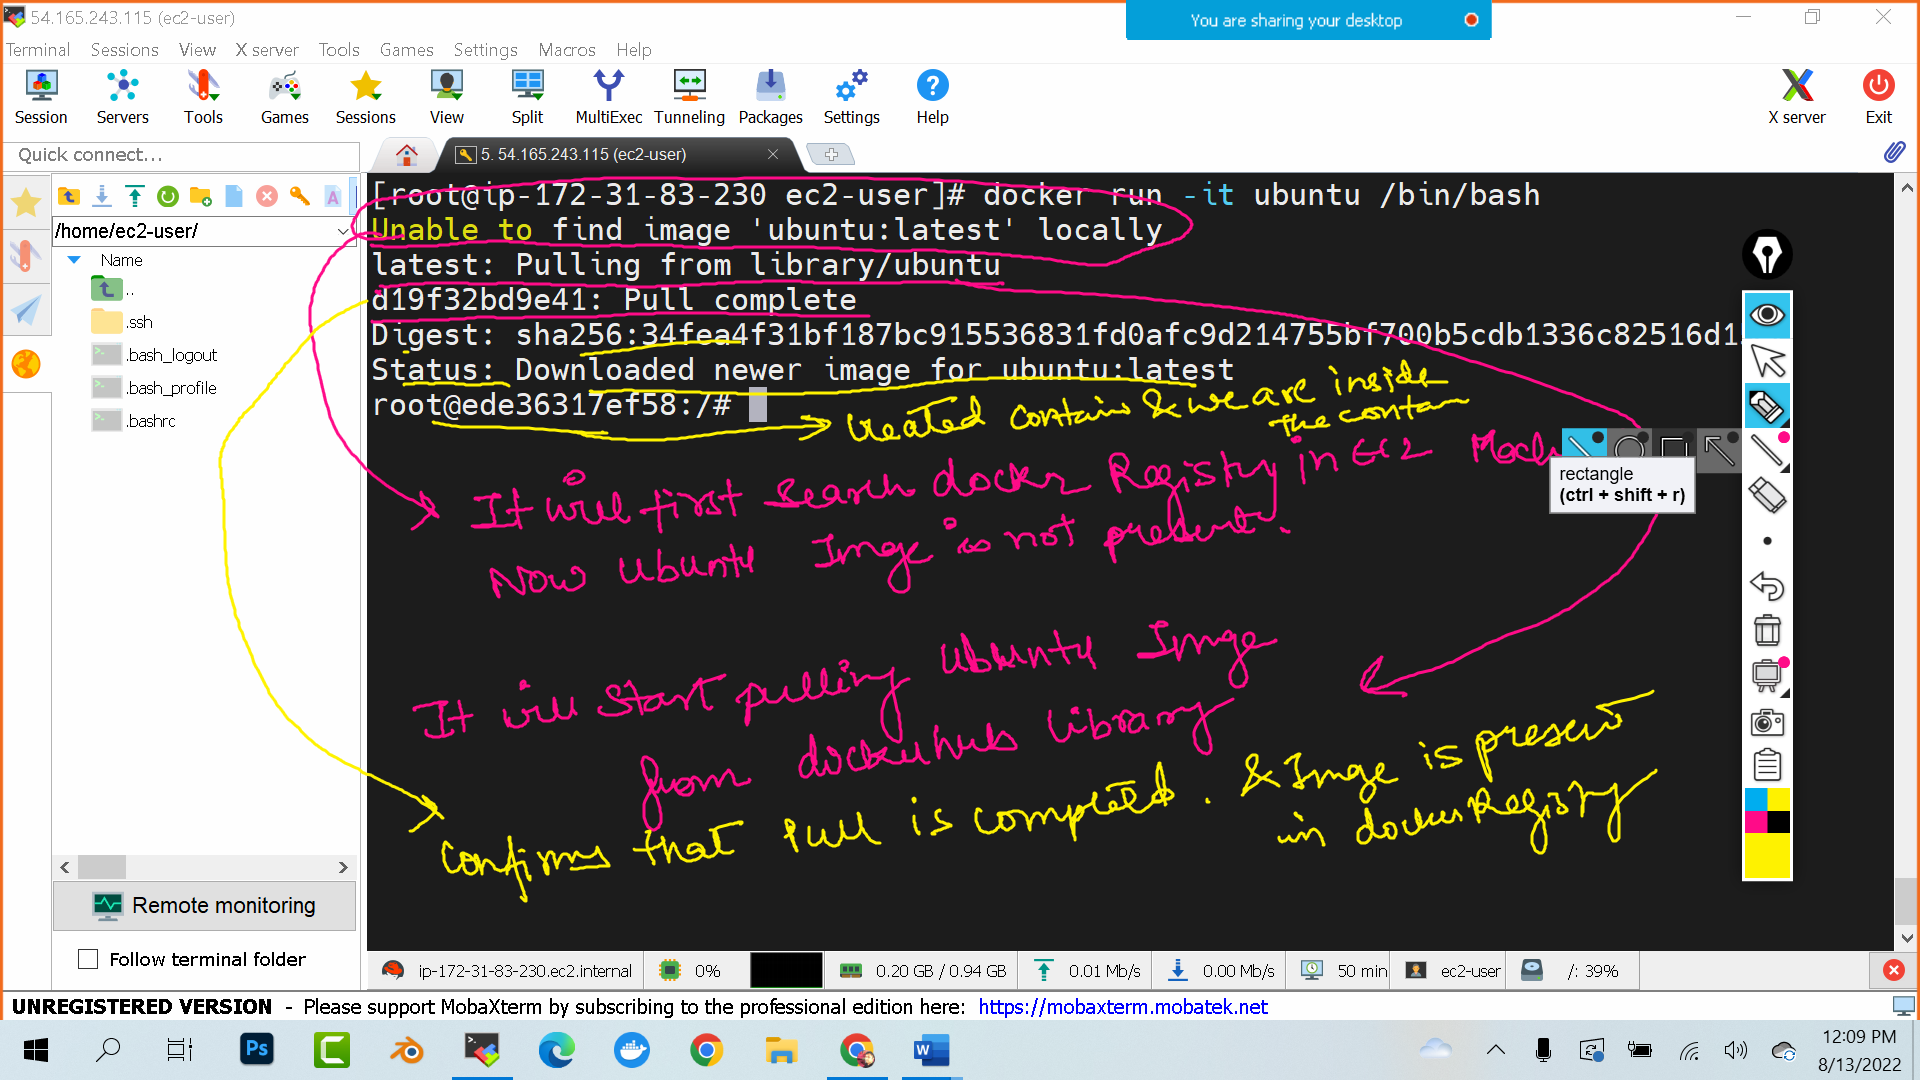 54.165.243.115 (ec2-user)
You are sharing your desktop
Terminal Sessions View X server Tools Games Settings Macros Help
Session Servers Tools Games Sessions View Split MultiExec Tunneling Packages Settings Help X server Exit
Quick connect...
5. 54.165.243.115 (ec2-user)
/home/ec2-user/
Name
..
.ssh
.bash_logout
.bash_profile
.bashrc
[root@ip-172-31-83-230 ec2-user]# docker run -it ubuntu /bin/bash
Unable to find image 'ubuntu:latest' locally
latest: Pulling from library/ubuntu
d19f32bd9e41: Pull complete
Digest: sha256:34fea4f31bf187bc915536831fd0afc9d214755bf700b5cdb1336c82516d1
Status: Downloaded newer image for ubuntu:latest
root@ede36317ef58:/#
Created contain & we are inside
the contan
It will first search docker Registry in EC2
Now Ubuntu Imge is not present.
It will start pulling Ubuntu Imge
from dockerhub library
Confirms that Pull is completed. & Imge is present
in docker Registry
rectangle
(ctrl + shift + r)
Remote monitoring
Follow terminal folder
ip-172-31-83-230.ec2.internal 0% 0.20 GB / 0.94 GB 0.01 Mb/s 0.00 Mb/s 50 min ec2-user /: 39%
UNREGISTERED VERSION - Please support MobaXterm by subscribing to the professional edition here: https://mobaxterm.mobatek.net
Ps
C
W
12:09 PM
8/13/2022